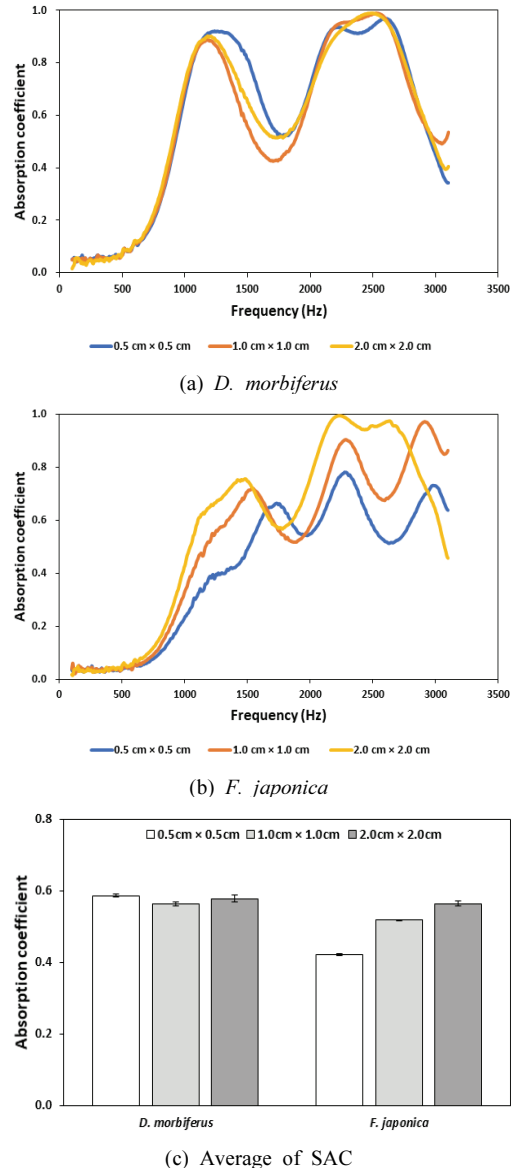 1.0
0.8
0.6
0.4
0.2
0.0
Absorption coefficient
0 500 1000 1500 2000 2500 3000 3500
Frequency (Hz)
0.5 cm × 0.5 cm 1.0 cm × 1.0 cm 2.0 cm × 2.0 cm
(a) D. morbiferus
1.0
0.8
0.6
0.4
0.2
0.0
Absorption coefficient
0 500 1000 1500 2000 2500 3000 3500
Frequency (Hz)
0.5 cm × 0.5 cm 1.0 cm × 1.0 cm 2.0 cm × 2.0 cm
(b) F. japonica
0.8
0.6
0.4
0.2
0.0
Absorption coefficient
0.5cm × 0.5cm 1.0cm × 1.0cm 2.0cm × 2.0cm
D. morbiferus F. japonica
(c) Average of SAC